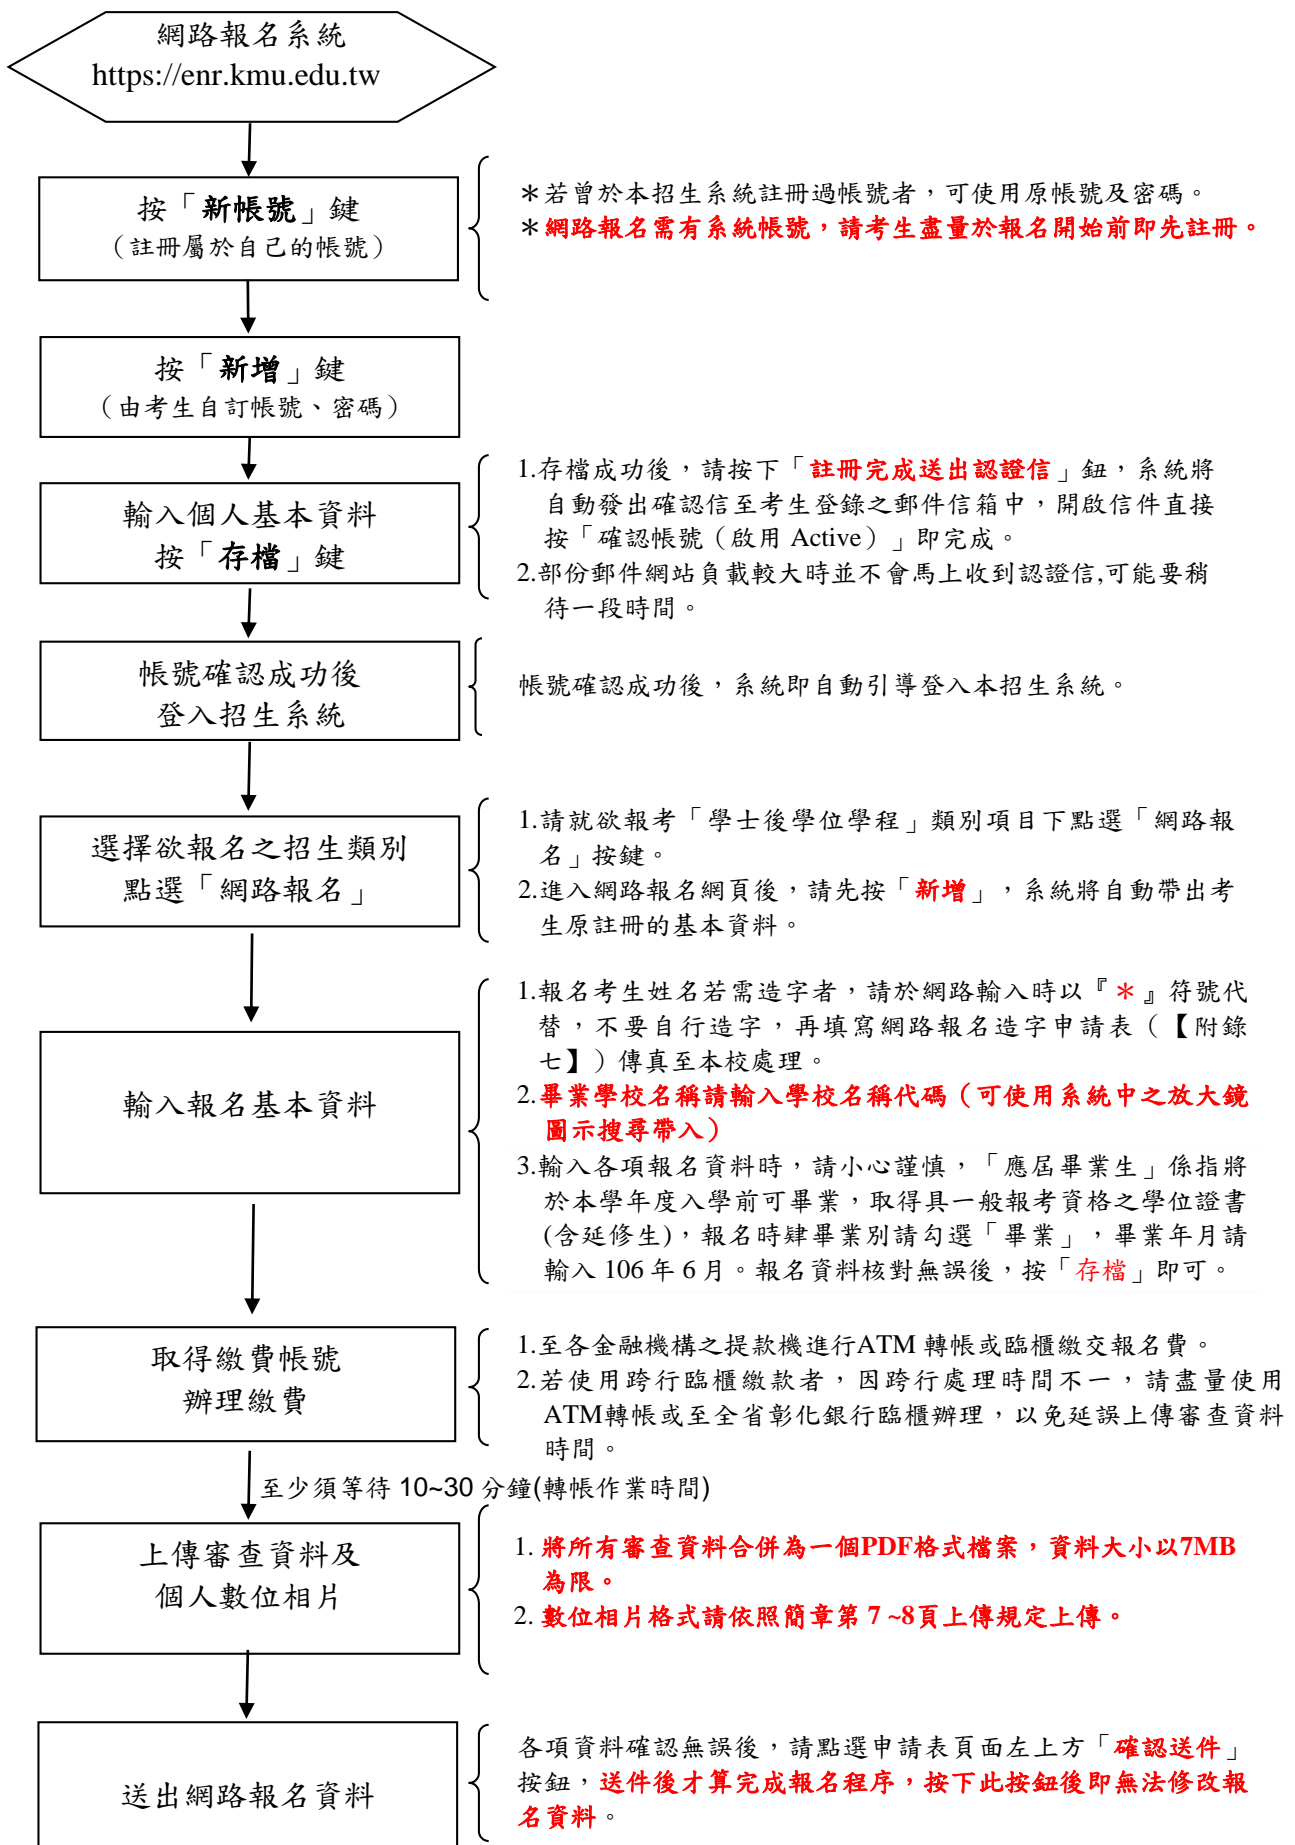 網路報名系統
https://enr.kmu.edu.tw
按「新帳號」鍵
（註冊屬於自己的帳號）
＊若曾於本招生系統註冊過帳號者，可使用原帳號及密碼。
＊網路報名需有系統帳號，請考生盡量於報名開始前即先註冊。
按「新增」鍵
（由考生自訂帳號、密碼）
輸入個人基本資料
按「存檔」鍵
1.存檔成功後，請按下「註冊完成送出認證信」鈕，系統將
自動發出確認信至考生登錄之郵件信箱中，開啟信件直接
按「確認帳號（啟用 Active）」即完成。
2.部份郵件網站負載較大時並不會馬上收到認證信,可能要稍
待一段時間。
帳號確認成功後
登入招生系統
帳號確認成功後，系統即自動引導登入本招生系統。
選擇欲報名之招生類別
點選「網路報名」
1.請就欲報考「學士後學位學程」類別項目下點選「網路報
名」按鍵。
2.進入網路報名網頁後，請先按「新增」，系統將自動帶出考
生原註冊的基本資料。
輸入報名基本資料
1.報名考生姓名若需造字者，請於網路輸入時以『＊』符號代
替，不要自行造字，再填寫網路報名造字申請表（【附錄
七】）傳真至本校處理。
2.畢業學校名稱請輸入學校名稱代碼（可使用系統中之放大鏡
圖示搜尋帶入）
3.輸入各項報名資料時，請小心謹慎，「應屆畢業生」係指將
於本學年度入學前可畢業，取得具一般報考資格之學位證書
(含延修生)，報名時肄畢業別請勾選「畢業」，畢業年月請
輸入 106 年 6 月。報名資料核對無誤後，按「存檔」即可。
取得繳費帳號
辦理繳費
1.至各金融機構之提款機進行ATM 轉帳或臨櫃繳交報名費。
2.若使用跨行臨櫃繳款者，因跨行處理時間不一，請盡量使用
ATM轉帳或至全省彰化銀行臨櫃辦理，以免延誤上傳審查資料
時間。
至少須等待 10~30 分鐘(轉帳作業時間)
上傳審查資料及
個人數位相片
1. 將所有審查資料合併為一個PDF格式檔案，資料大小以7MB
為限。
2. 數位相片格式請依照簡章第 7 ~8頁上傳規定上傳。
送出網路報名資料
各項資料確認無誤後，請點選申請表頁面左上方「確認送件」
按鈕，送件後才算完成報名程序，按下此按鈕後即無法修改報
名資料。